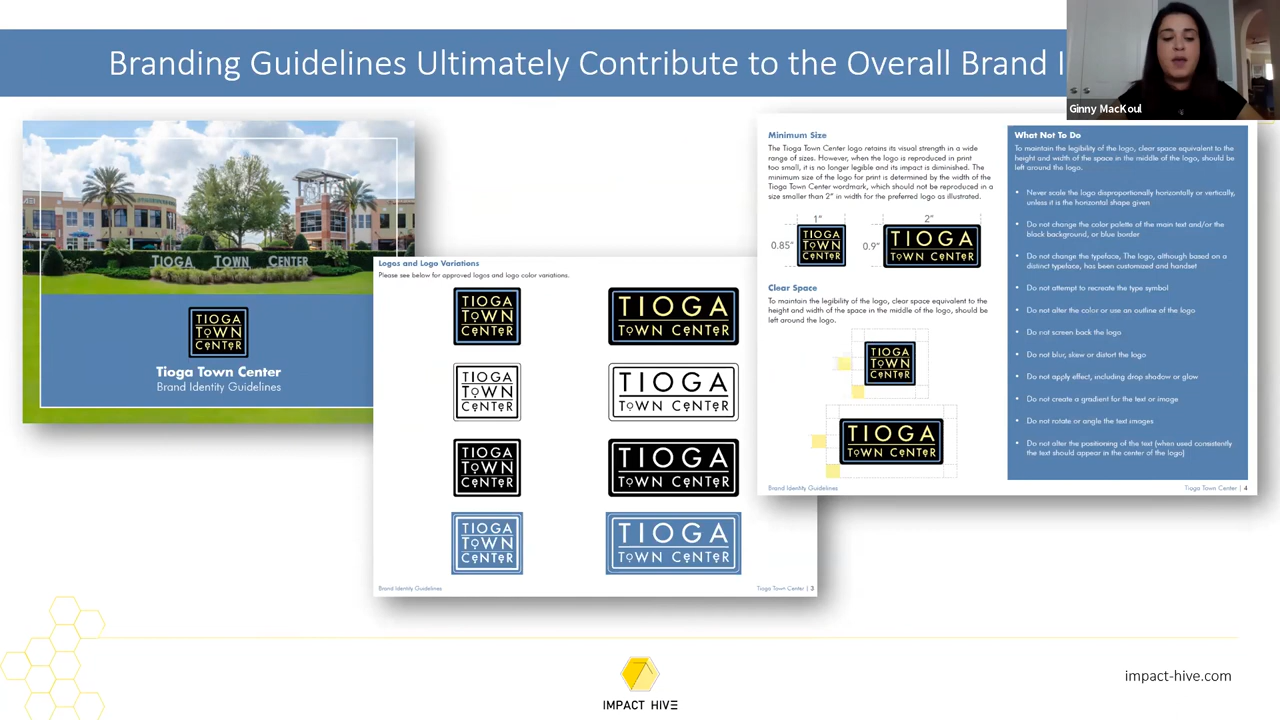 Branding Guidelines Ultimately Contribute to the Overall Brand I
Ginny MacKoul
TIOGA TOWN CENTER
TIOGA
TOWN
CENTER
Tioga Town Center
Brand Identity Guidelines
Logos and Logo Variations
Please see below for approved logos and logo color variations.
TIOGA
TOWN
CENTER
TIOGA
TOWN CENTER
TIOGA
TOWN
CENTER
TIOGA
TOWN CENTER
TIOGA
TOWN
CENTER
TIOGA
TOWN CENTER
TIOGA
TOWN
CENTER
TIOGA
TOWN CENTER
Brand Identity Guidelines
Tioga Town Center | 3
Minimum Size
The Tioga Town Center logo retains its visual strength in a wide
range of sizes. However, when the logo is reproduced in print
too small, it is no longer legible and its impact is diminished. The
minimum size of the logo for print is determined by the width of the
Tioga Town Center wordmark, which should not be reproduced in a
size smaller than 2” in width for the preferred logo as illustrated.
1”
0.85”
TIOGA
TOWN
CENTER
2”
0.9”
TIOGA
TOWN CENTER
Clear Space
To maintain the legibility of the logo, clear space equivalent to the
height and width of the space in the middle of the logo, should be
left around the logo.
TIOGA
TOWN
CENTER
TIOGA
TOWN CENTER
Brand Identity Guidelines
What Not To Do
To maintain the legibility of the logo, clear space equivalent to the
height and width of the space in the middle of the logo, should be
left around the logo.
• Never scale the logo disproportionally horizontally or vertically,
unless it is the horizontal shape given
• Do not change the color palette of the main text and/or the
black background, or blue border
• Do not change the typeface, The logo, although based on a
distinct typeface, has been customized and handset
• Do not attempt to recreate the type symbol
• Do not alter the color or use an outline of the logo
• Do not screen back the logo
• Do not blur, skew or distort the logo
• Do not apply effect, including drop shadow or glow
• Do not create a gradient for the text or image
• Do not rotate or angle the text images
• Do not alter the positioning of the text (when used consistently
the text should appear in the center of the logo)
Tioga Town Center | 4
IMPACT HIVE
impact-hive.com